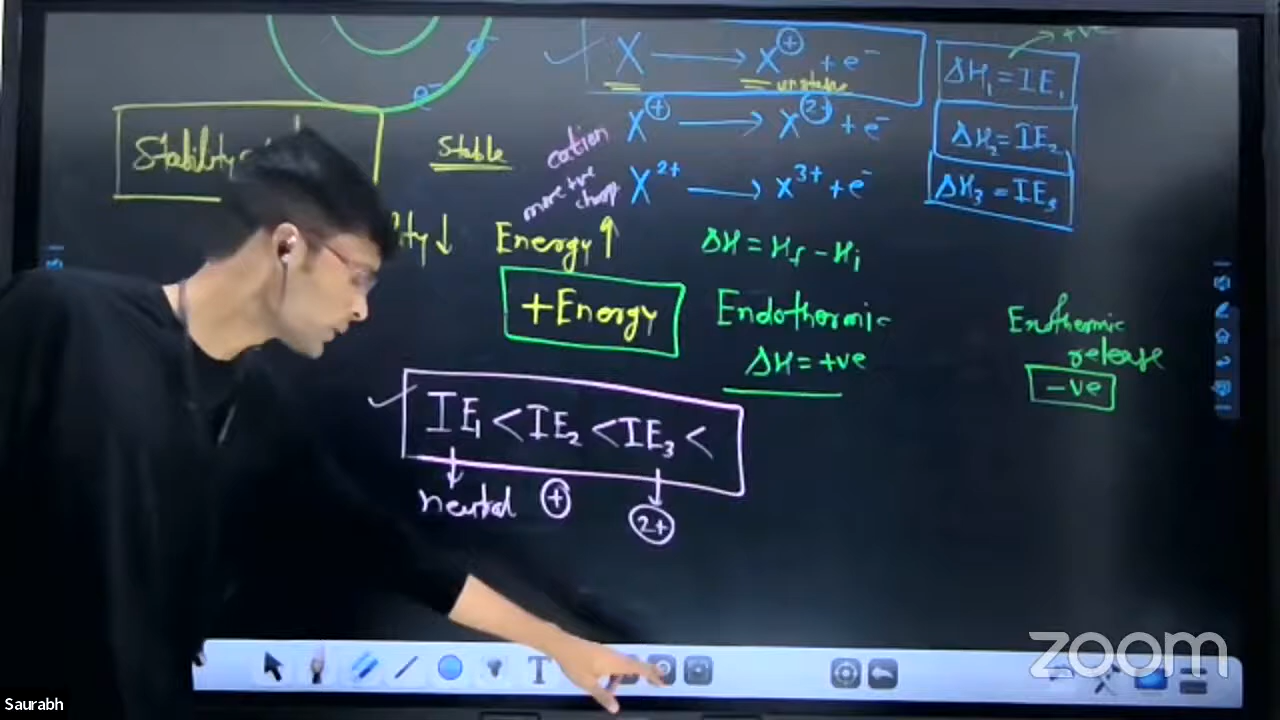 +ve
X ⟶ X⊕ + e⁻
ΔH₁ = IE₁
unstable
e⁻
e⁻
Stability
Stable
cation
X⊕ ⟶ X²⁺ + e⁻
ΔH₂ = IE₂
more +ve
charge
X²⁺ ⟶ X³⁺ + e⁻
ΔH₃ = IE₃
Energy ↑
ΔH = Hf − Hi
+Energy
Endothermic
ΔH = +ve
Exothermic
release
−ve
IE₁ < IE₂ < IE₃ <
neutral ⊕ 2+
T
zoom
Saurabh